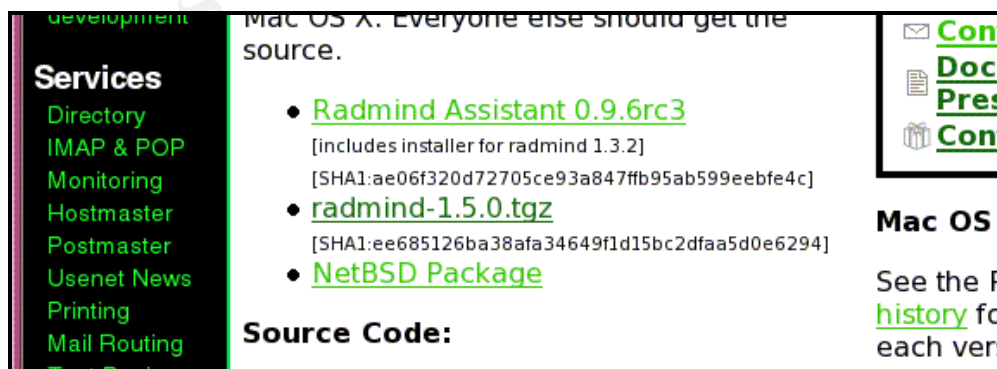 development
Services
Directory
IMAP & POP
Monitoring
Hostmaster
Postmaster
Usenet News
Printing
Mail Routing
Mac OS X. Everyone else should get the
source.
Radmind Assistant 0.9.6rc3
[includes installer for radmind 1.3.2]
[SHA1:ae06f320d72705ce93a847ffb95ab599eebfe4c]
radmind-1.5.0.tgz
[SHA1:ee685126ba38afa34649f1d15bc2dfaa5d0e6294]
NetBSD Package
Source Code:
Con
Doc
Pres
Con
Mac OS
See the
history fo
each vers